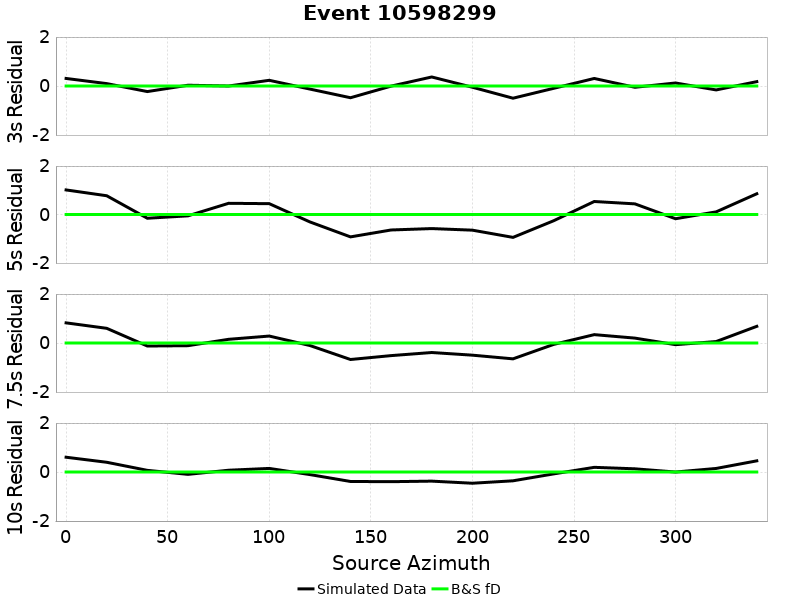 Event 10598299
2
0
-2
3s Residual
2
0
-2
5s Residual
2
0
-2
7.5s Residual
2
0
-2
10s Residual
0 50 100 150 200 250 300
Source Azimuth
Simulated Data B&S fD